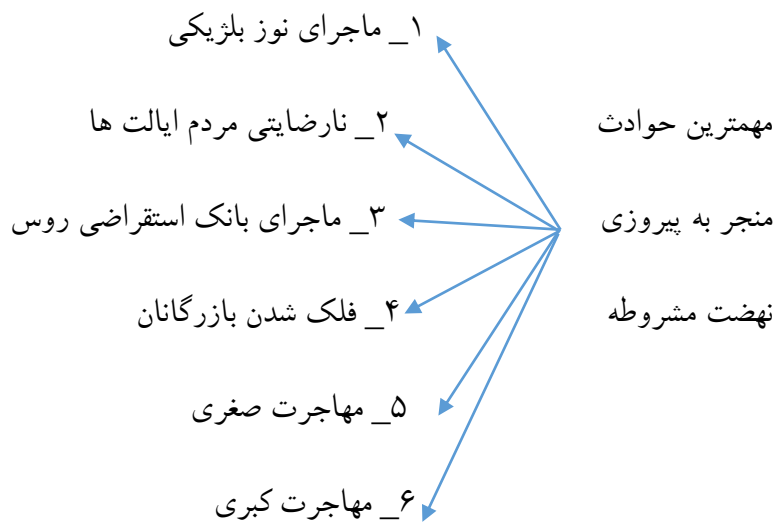 مهمترین حوادث
منجر به پیروزی
نهضت مشروطه
۱_ ماجرای نوز بلژیکی
۲_ نارضایتی مردم ایالت ها
۳_ ماجرای بانک استقراضی روس
۴_ فلک شدن بازرگانان
۵_ مهاجرت صغری
۶_ مهاجرت کبری